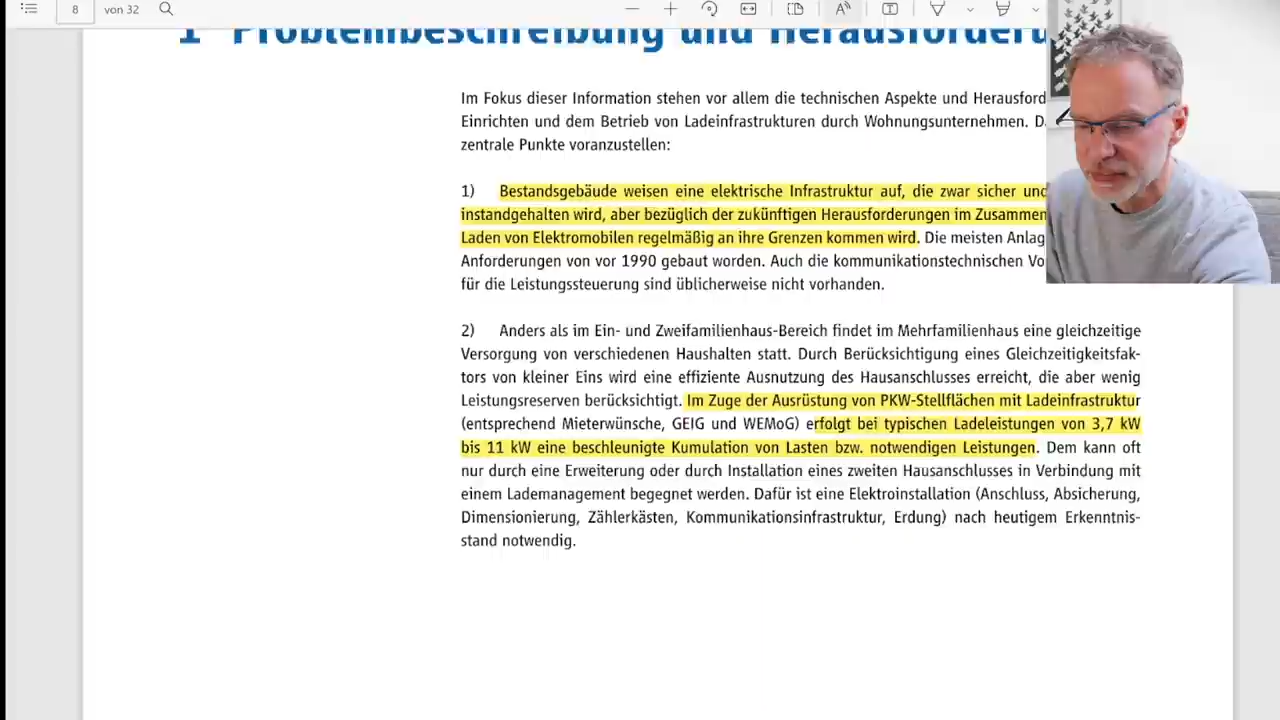 8 von 32
1 Problembeschreibung und
Im Fokus dieser Information stehen vor allem die technischen Aspekte und
Einrichten und dem Betrieb von Ladeinfrastrukturen durch Wohnungsunternehmen.
zentrale Punkte voranzustellen:
1) Bestandsgebäude weisen eine elektrische Infrastruktur auf, die zwar sicher und
instandgehalten wird, aber bezüglich der zukünftigen Herausforderungen im
Laden von Elektromobilen regelmäßig an ihre Grenzen kommen wird. Die meisten
Anforderungen von vor 1990 gebaut worden. Auch die kommunikationstechnischen
für die Leistungssteuerung sind üblicherweise nicht vorhanden.
2) Anders als im Ein- und Zweifamilienhaus-Bereich findet im Mehrfamilienhaus eine gleichzeitige
Versorgung von verschiedenen Haushalten statt. Durch Berücksichtigung eines Gleichzeitigkeitsfak-
tors von kleiner Eins wird eine effiziente Ausnutzung des Hausanschlusses erreicht, die aber wenig
Leistungsreserven berücksichtigt. Im Zuge der Ausrüstung von PKW-Stellflächen mit Ladeinfrastruktur
(entsprechend Mieterwünsche, GEIG und WEMoG) erfolgt bei typischen Ladeleistungen von 3,7 kW
bis 11 kW eine beschleunigte Kumulation von Lasten bzw. notwendigen Leistungen. Dem kann oft
nur durch eine Erweiterung oder durch Installation eines zweiten Hausanschlusses in Verbindung mit
einem Lademanagement begegnet werden. Dafür ist eine Elektroinstallation (Anschluss, Absicherung,
Dimensionierung, Zählerkästen, Kommunikationsinfrastruktur, Erdung) nach heutigem Erkenntnis-
stand notwendig.